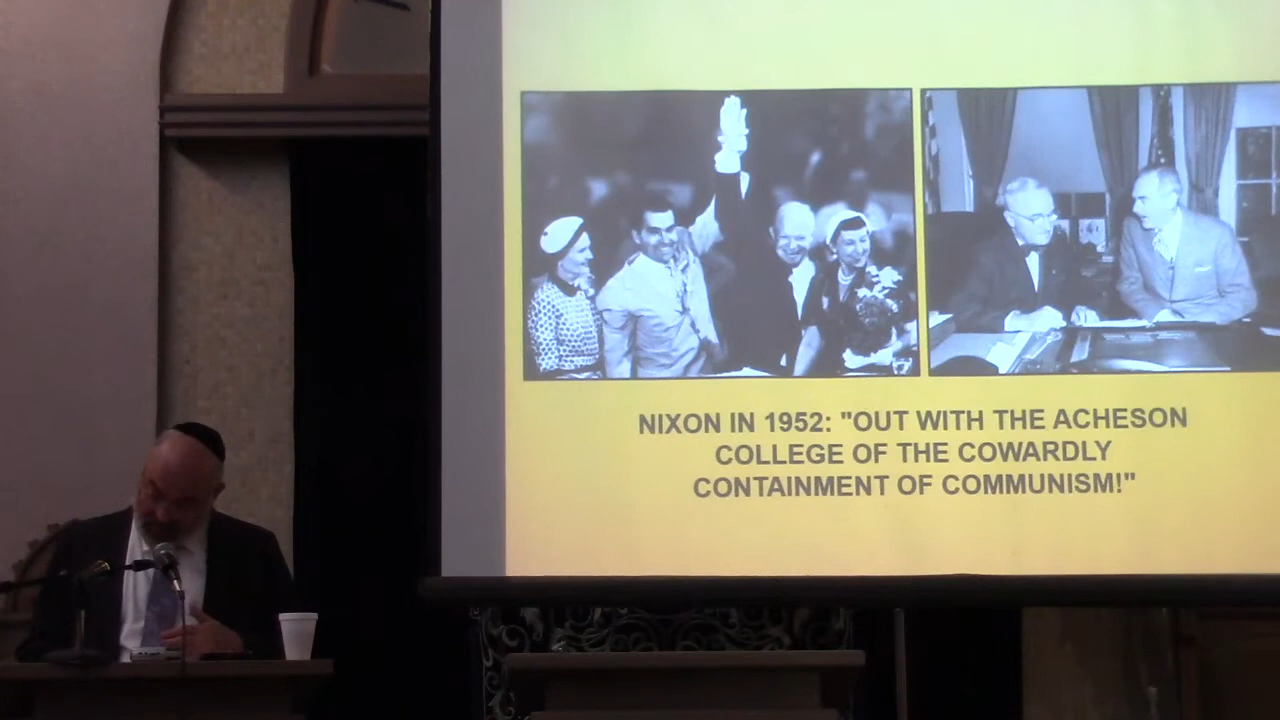 NIXON IN 1952: "OUT WITH THE ACHESON
COLLEGE OF THE COWARDLY
CONTAINMENT OF COMMUNISM!"